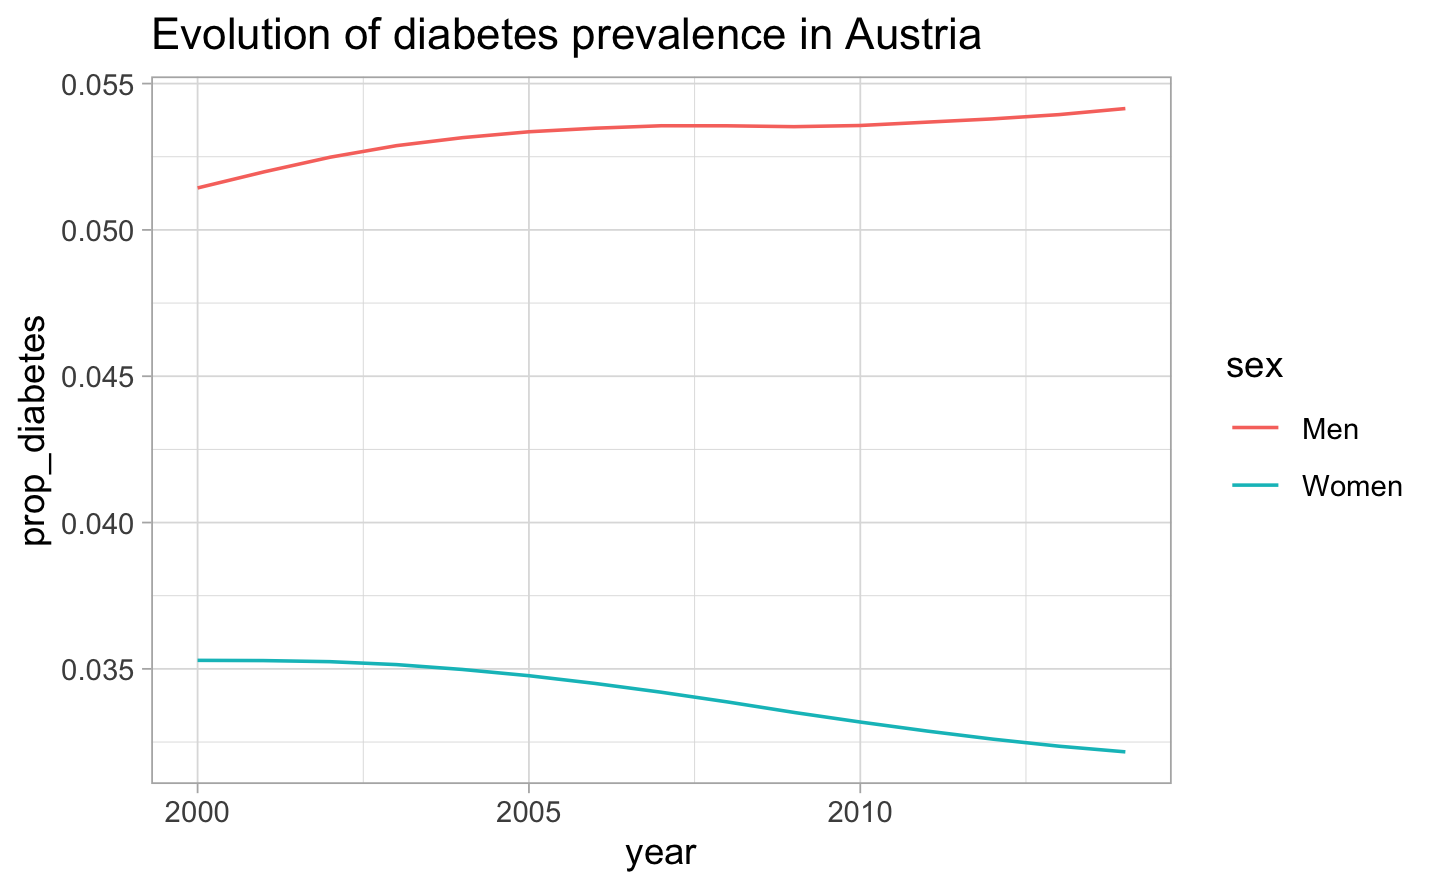 Evolution of diabetes prevalence in Austria
0.055
0.050
0.045
0.040
0.035
prop_diabetes
2000 2005 2010
year
sex
Men
Women